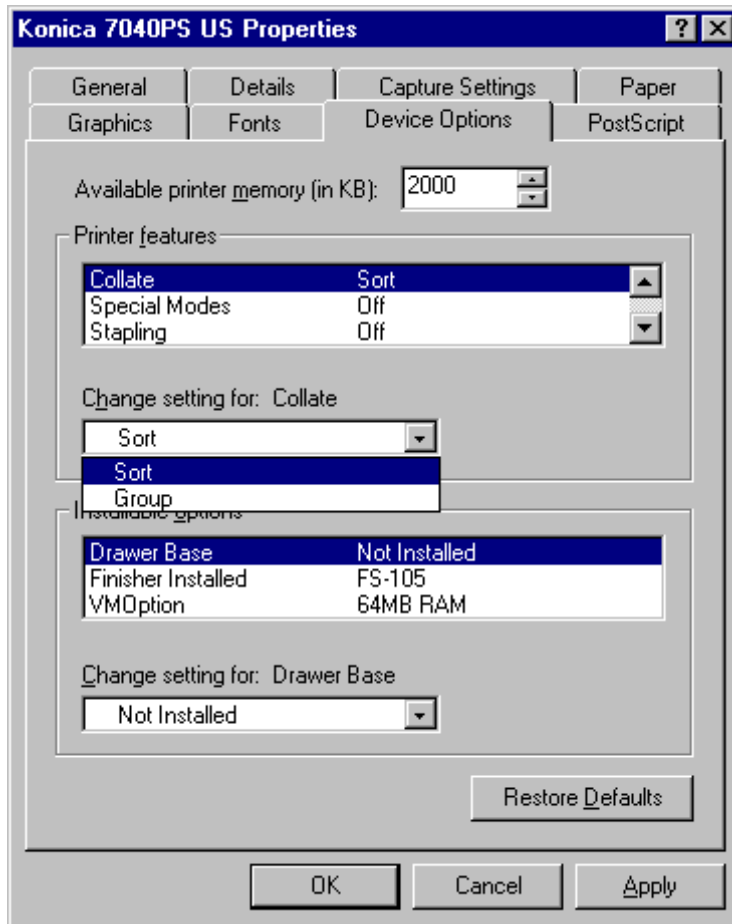 Konica 7040PS US Properties
General Details Capture Settings Paper
Graphics Fonts Device Options PostScript
Available printer memory (in KB): 2000
Printer features
Collate Sort
Special Modes Off
Stapling Off
Change setting for: Collate
Sort
Sort
Group
Installable options
Drawer Base Not Installed
Finisher Installed FS-105
VMOption 64MB RAM
Change setting for: Drawer Base
Not Installed
Restore Defaults
OK Cancel Apply